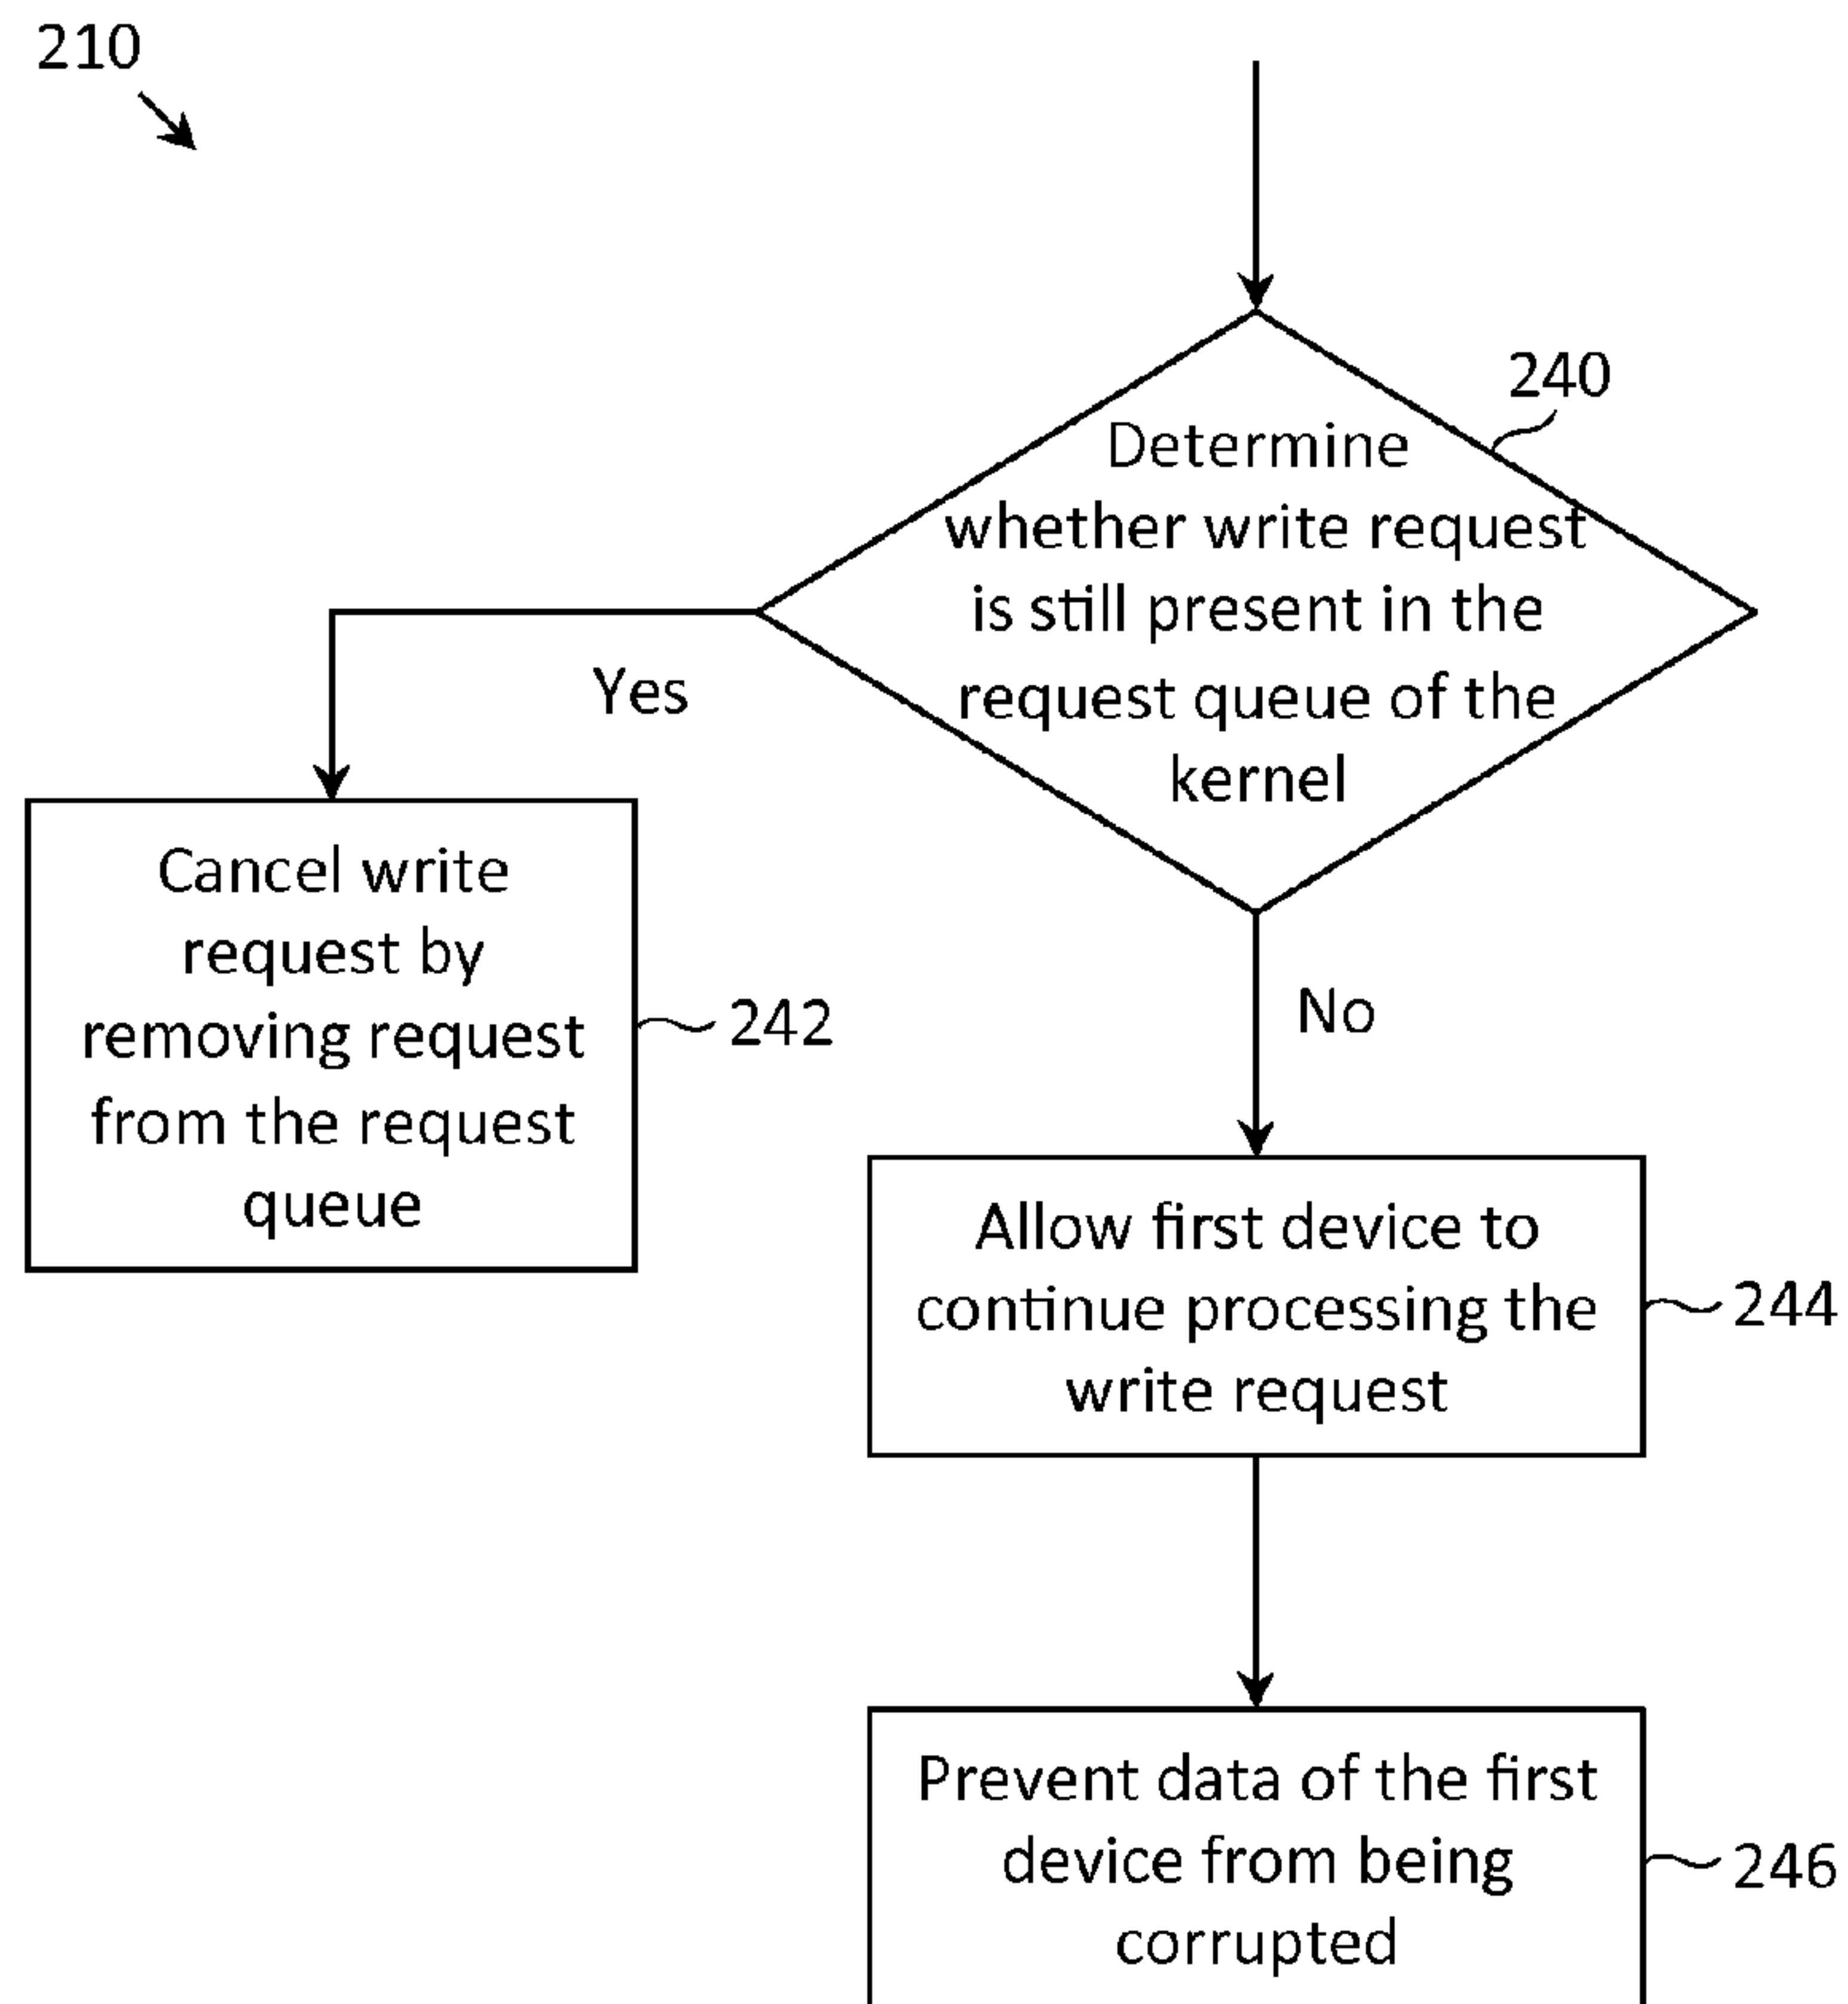 210
240
Determine
whether write request
is still present in the
request queue of the
kernel
Yes
Cancel write
request by
removing request
from the request
queue
242
No
Allow first device to
continue processing the
write request
244
Prevent data of the first
device from being
corrupted
246